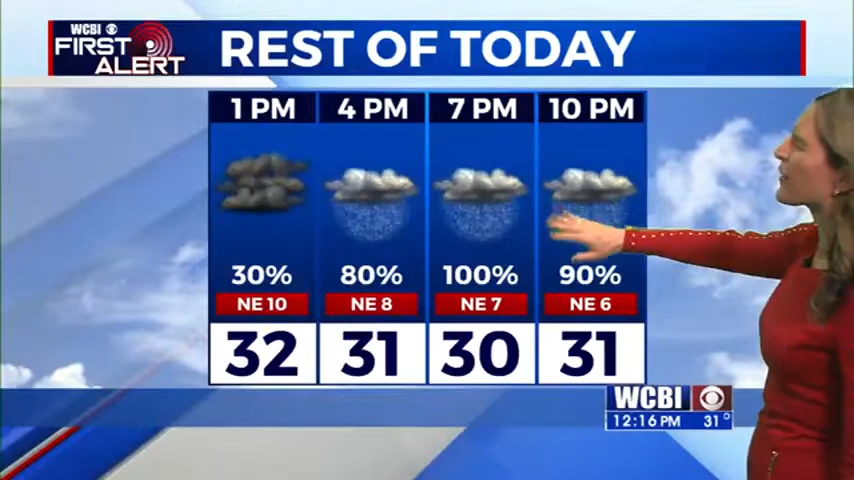 WCBI
FIRST
ALERT
REST OF TODAY
1 PM 4 PM 7 PM 10 PM
30% 80% 100% 90%
NE 10 NE 8 NE 7 NE 6
32 31 30 31
WCBI
12:16 PM 31°